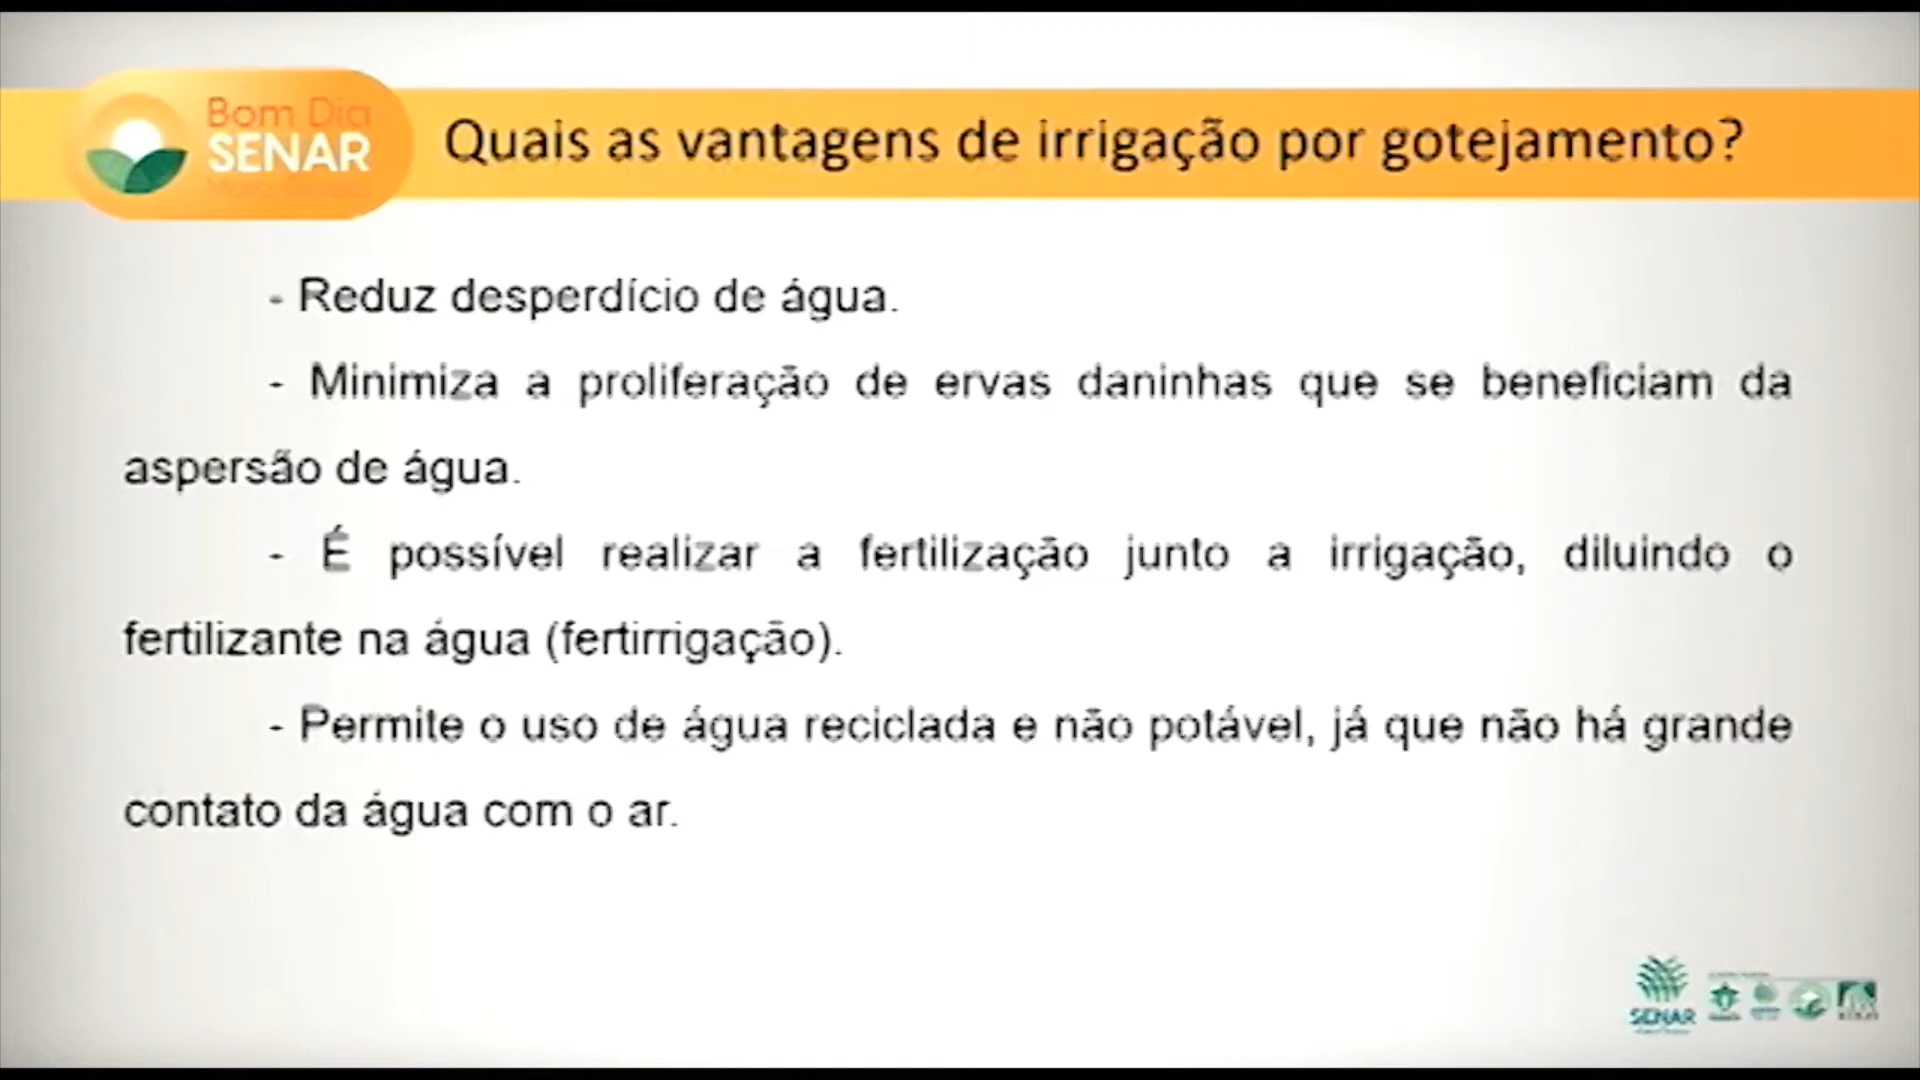 Bom Dia
SENAR
Quais as vantagens de irrigação por gotejamento?
- Reduz desperdício de água.
- Minimiza a proliferação de ervas daninhas que se beneficiam da
aspersão de água.
- É possível realizar a fertilização junto a irrigação, diluindo o
fertilizante na água (fertirrigação).
- Permite o uso de água reciclada e não potável, já que não há grande
contato da água com o ar.
SENAR